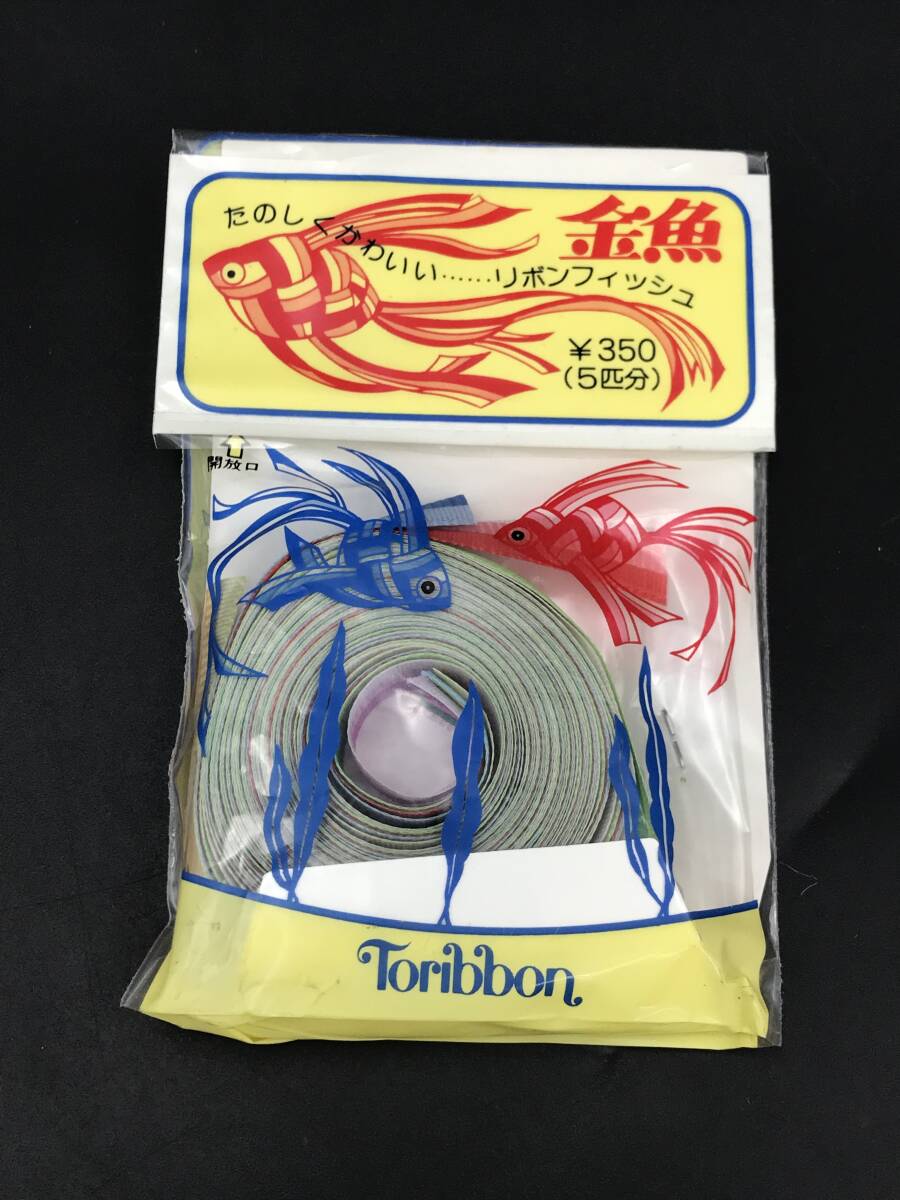 金魚
たのしくかわいい……リボンフィッシュ
¥350
(5匹分)
開放口
Toribbon